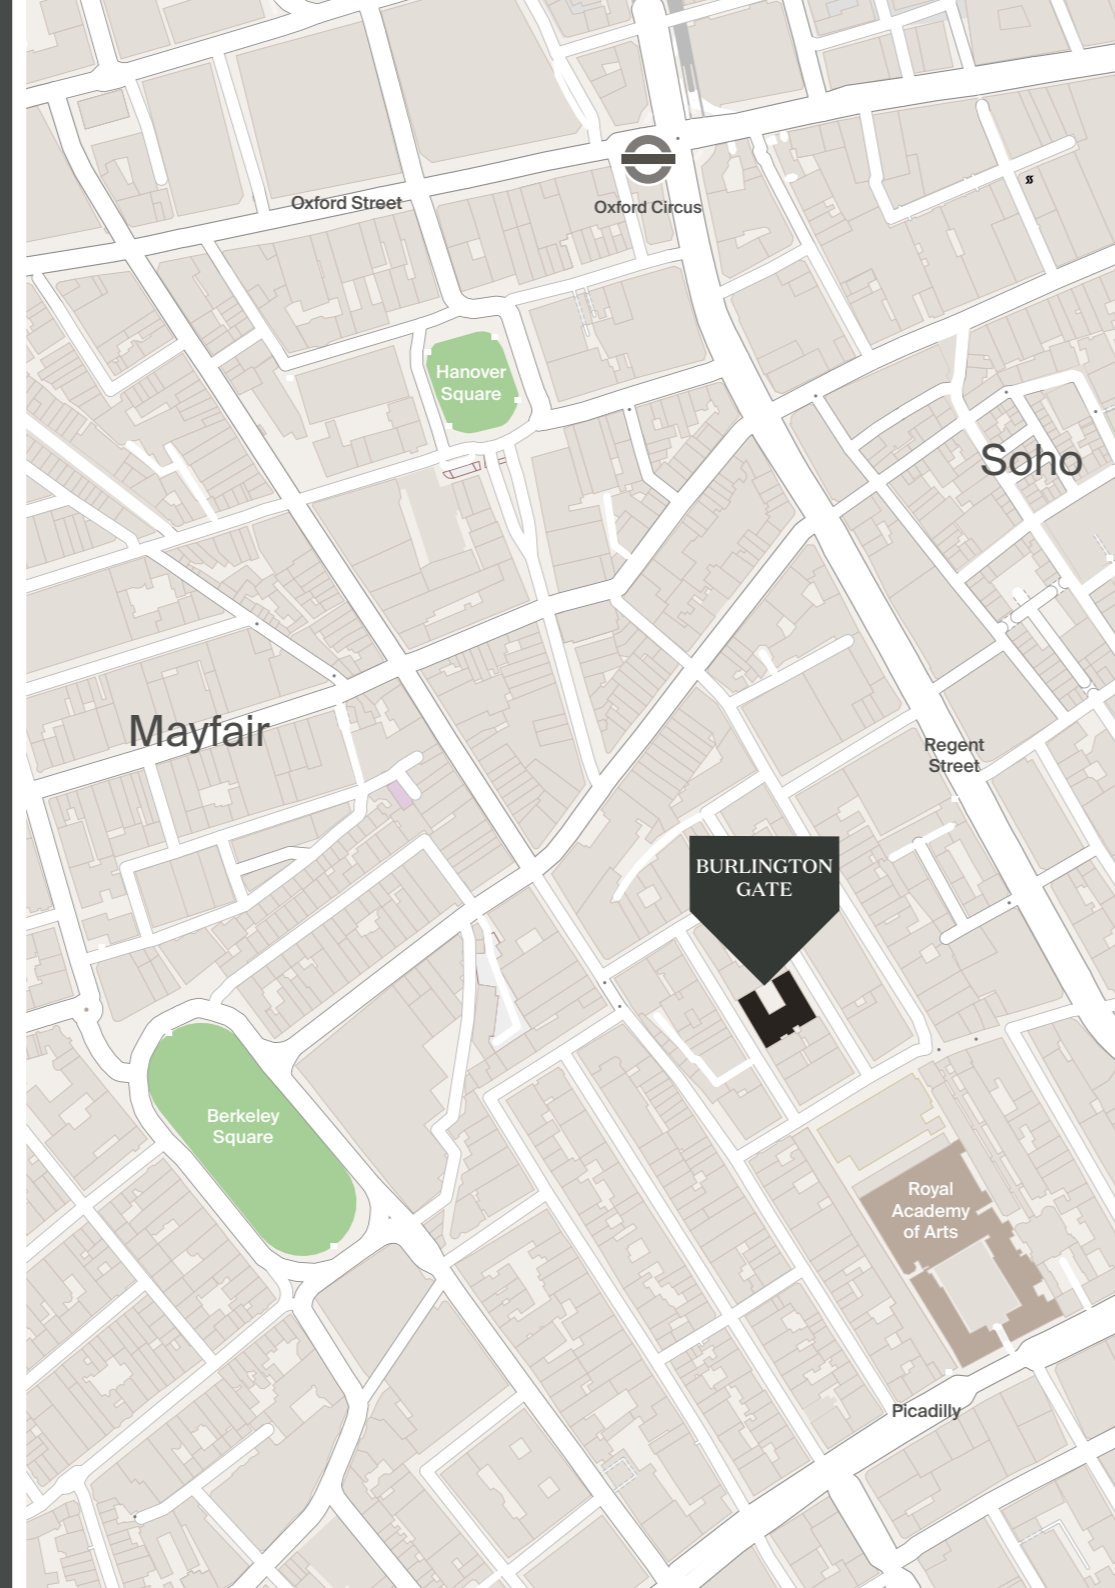 Oxford Street
Oxford Circus
Hanover
Square
Soho
Mayfair
Regent
Street
BURLINGTON
GATE
Berkeley
Square
Royal
Academy
of Arts
Picadilly